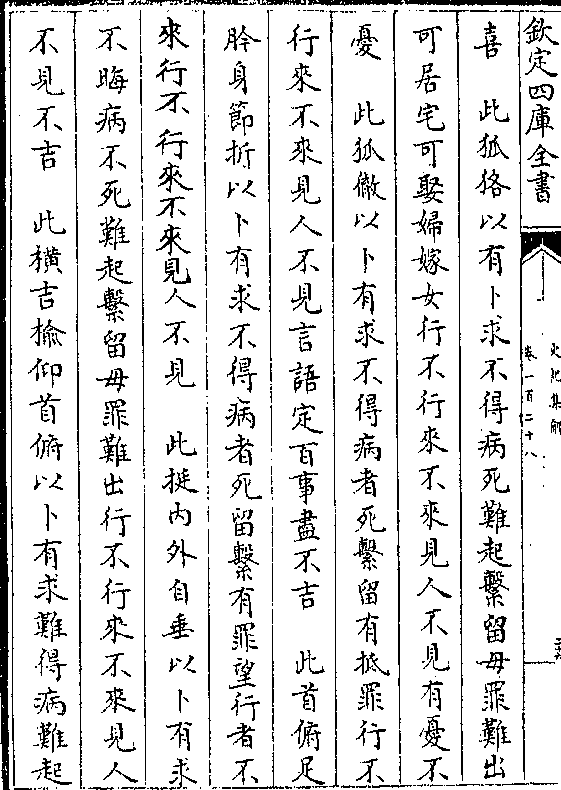 欽定四庫全書
史記集解
卷一百二十八
喜　此狐狢以有卜求不得病死難起繫留毋罪難出
可居宅可娶婦嫁女行不行來不來見人不見有憂不
憂　此狐徹以卜有求不得病者死繫留有抵罪行不
行來不來見人不見言語定百事盡不吉　此首俯足
肣身節折以卜有求不得病者死留繫有罪望行者不
來行不行來不來見人不見　此挺内外自垂以卜有求
不晦病不死難起繫留毋罪難出行不行來不來見人
不見不吉　此橫吉榆仰首俯以卜有求難得病難起